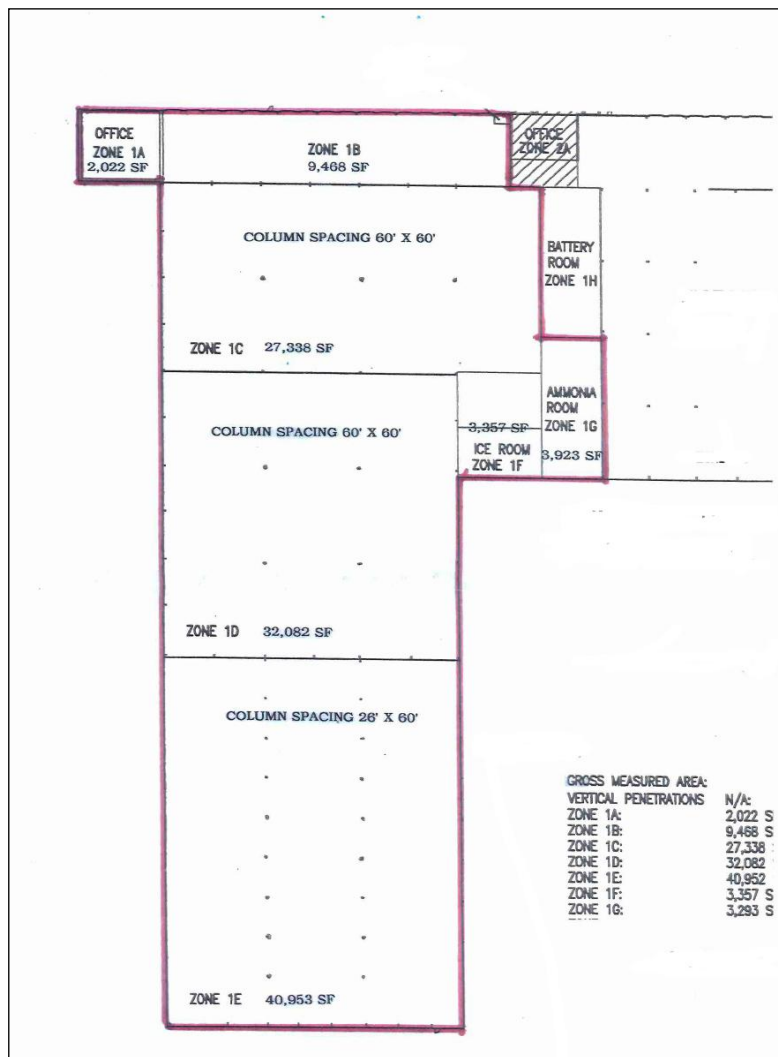 OFFICE
ZONE 1A
2,022 SF
ZONE 1B
9,468 SF
OFFICE
ZONE 2A
COLUMN SPACING 60' X 60'
BATTERY
ROOM
ZONE 1H
ZONE 1C 27,338 SF
COLUMN SPACING 60' X 60'
3,357 SF
ICE ROOM
ZONE 1F
AMMONIA
ROOM
ZONE 1G
3,923 SF
ZONE 1D 32,082 SF
COLUMN SPACING 26' X 60'
GROSS MEASURED AREA:
VERTICAL PENETRATIONS N/A:
ZONE 1A: 2,022 S
ZONE 1B: 9,468 S
ZONE 1C: 27,338
ZONE 1D: 32,082
ZONE 1E: 40,952
ZONE 1F: 3,357 S
ZONE 1G: 3,293 S
ZONE 1E 40,953 SF